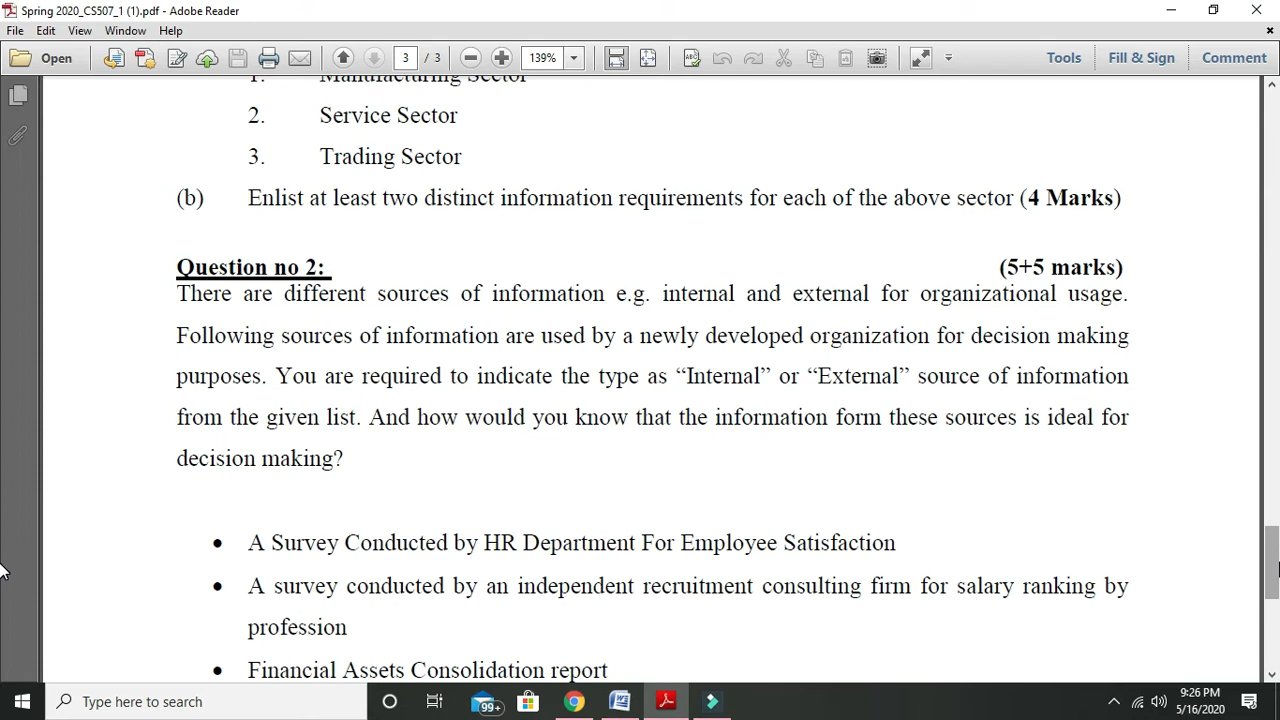 Spring 2020_CS507_1 (1).pdf - Adobe Reader
File Edit View Window Help
Open 3 / 3 139% Tools Fill & Sign Comment
1. Manufacturing Sector
2. Service Sector
3. Trading Sector
(b) Enlist at least two distinct information requirements for each of the above sector (4 Marks)
Question no 2: (5+5 marks)
There are different sources of information e.g. internal and external for organizational usage.
Following sources of information are used by a newly developed organization for decision making
purposes. You are required to indicate the type as “Internal” or “External” source of information
from the given list. And how would you know that the information form these sources is ideal for
decision making?
• A Survey Conducted by HR Department For Employee Satisfaction
• A survey conducted by an independent recruitment consulting firm for salary ranking by
profession
• Financial Assets Consolidation report
Type here to search
99+
9:26 PM
5/16/2020